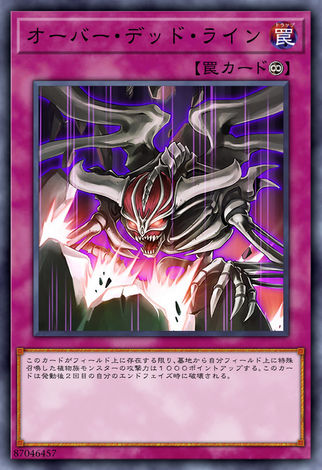 オーバー・デッド・ライン
トラップ
罠
【罠カード】
このカードがフィールド上に存在する限り、墓地から自分フィールド上に特殊
召喚した植物族モンスターの攻撃力は1000ポイントアップする。このカー
ドは発動後2回目の自分のエンドフェイズ時に破壊される。
87046457